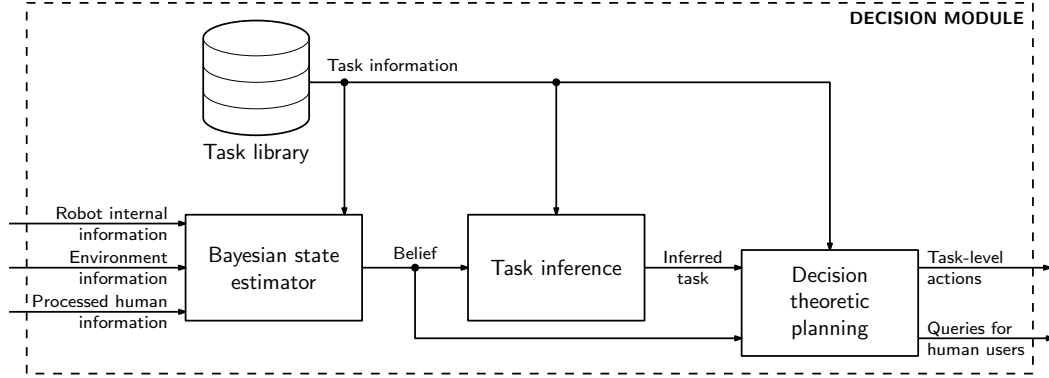 DECISION MODULE
Task information
Task library
Robot internal
information
Environment
information
Processed human
information
Bayesian state
estimator
Belief
Task inference
Inferred
task
Decision
theoretic
planning
Task-level
actions
Queries for
human users